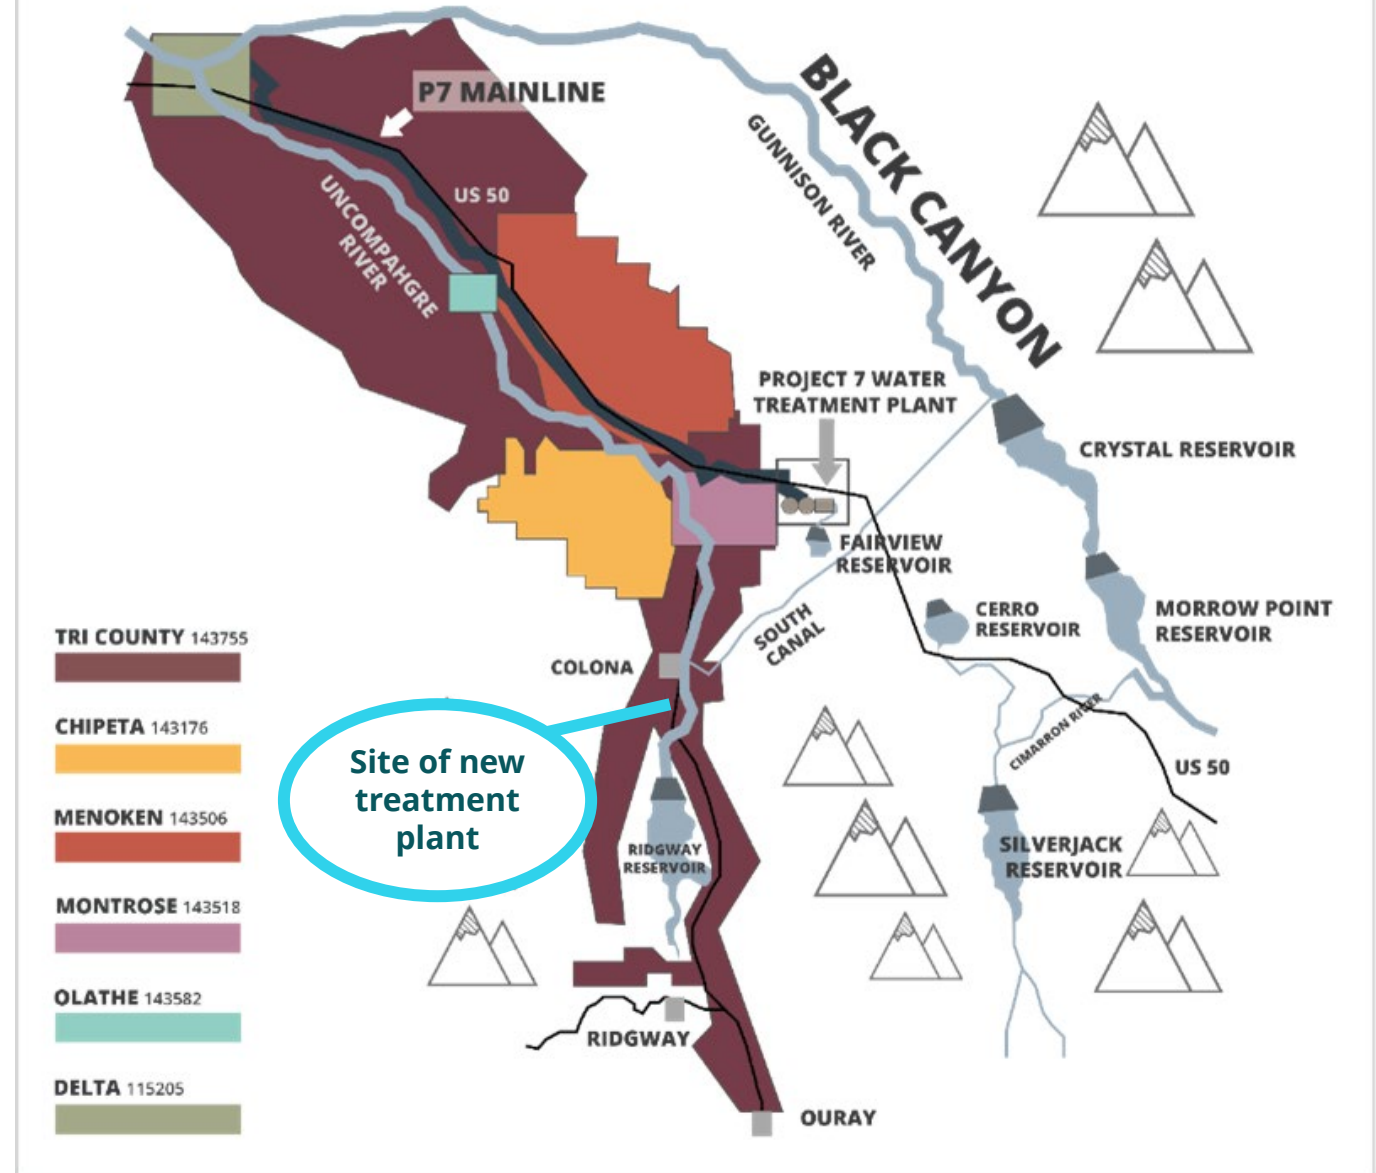 BLACK CANYON
P7 MAINLINE
GUNNISON RIVER
US 50
UNCOMPAHGRE
RIVER
PROJECT 7 WATER
TREATMENT PLANT
CRYSTAL RESERVOIR
FAIRVIEW
RESERVOIR
CERRO
RESERVOIR
MORROW POINT
RESERVOIR
SOUTH
CANAL
COLONA
CIMARRON RIVER
US 50
Site of new
treatment
plant
RIDGWAY
RESERVOIR
SILVERJACK
RESERVOIR
RIDGWAY
OURAY
TRI COUNTY 143755
CHIPETA 143176
MENOKEN 143506
MONTROSE 143518
OLATHE 143582
DELTA 115205